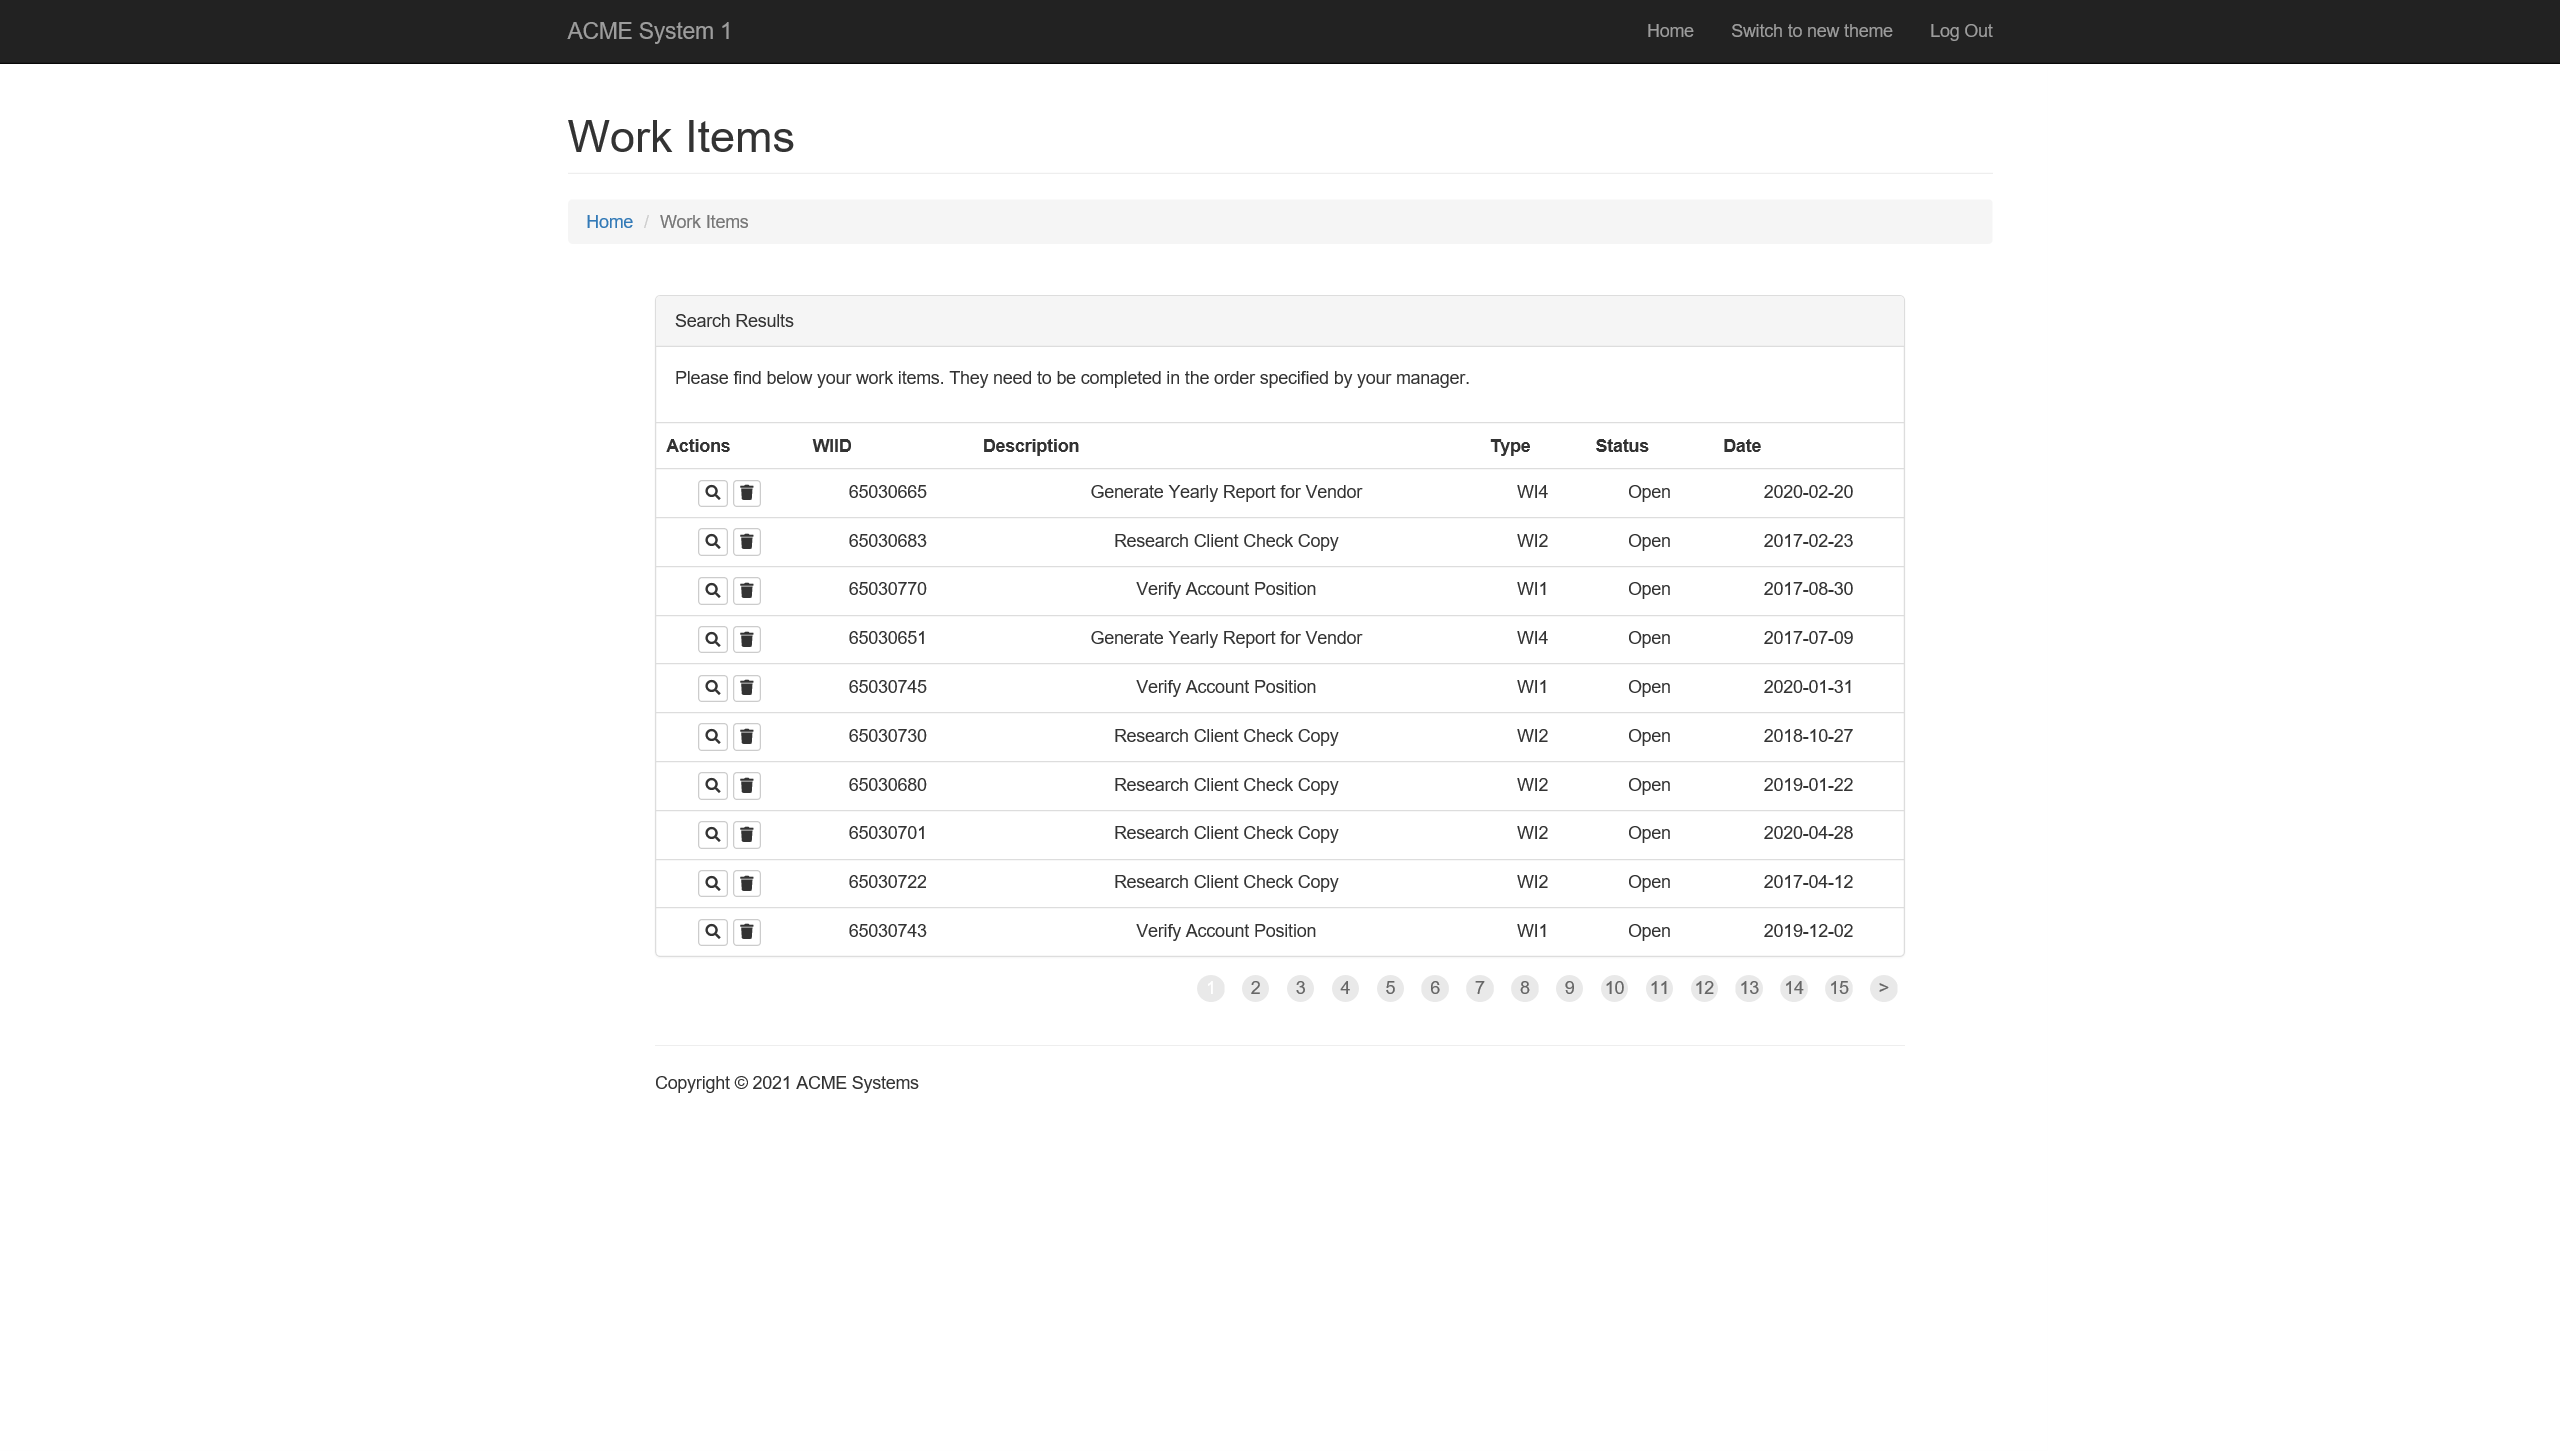 ACME System 1 Home Switch to new theme Log Out
Work Items
Home / Work Items
Search Results
Please find below your work items. They need to be completed in the order specified by your manager.
Actions WIID Description Type Status Date
65030665 Generate Yearly Report for Vendor WI4 Open 2020-02-20
65030683 Research Client Check Copy WI2 Open 2017-02-23
65030770 Verify Account Position WI1 Open 2017-08-30
65030651 Generate Yearly Report for Vendor WI4 Open 2017-07-09
65030745 Verify Account Position WI1 Open 2020-01-31
65030730 Research Client Check Copy WI2 Open 2018-10-27
65030680 Research Client Check Copy WI2 Open 2019-01-22
65030701 Research Client Check Copy WI2 Open 2020-04-28
65030722 Research Client Check Copy WI2 Open 2017-04-12
65030743 Verify Account Position WI1 Open 2019-12-02
1 2 3 4 5 6 7 8 9 10 11 12 13 14 15 >
Copyright © 2021 ACME Systems